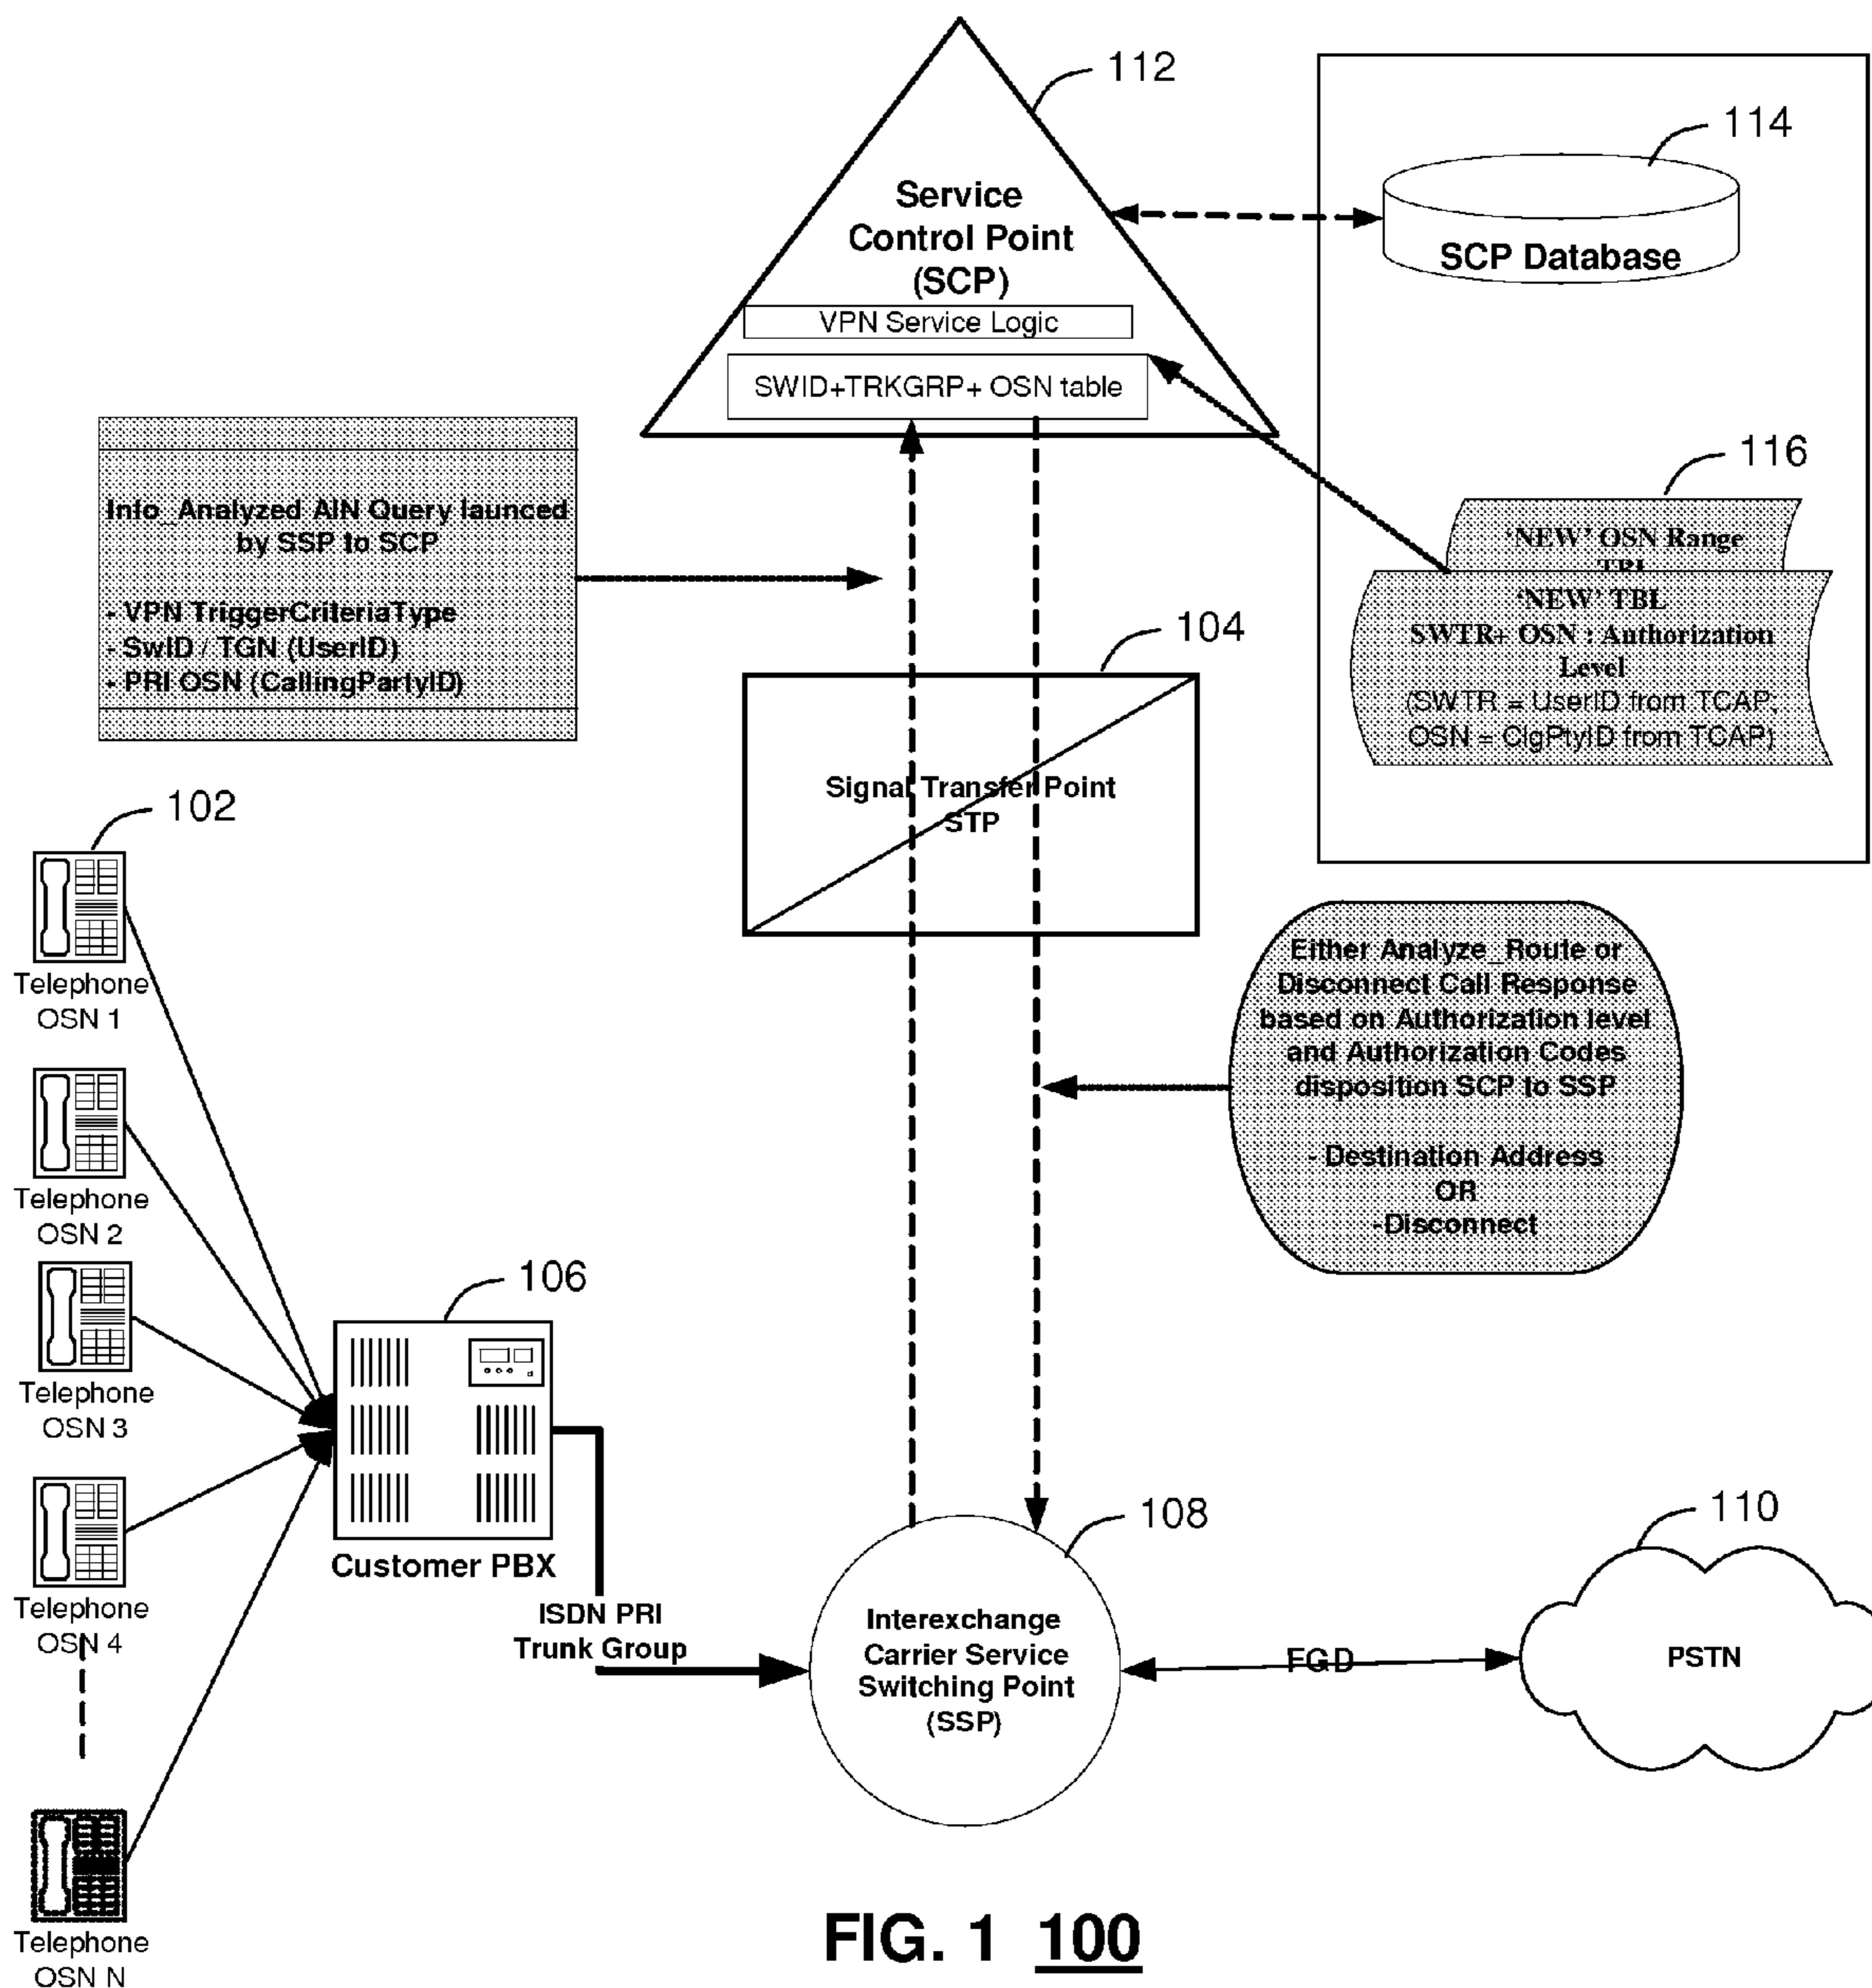 112
114
Service
Control Point
(SCP)
SCP Database
VPN Service Logic
SWID+TRKGRP+ OSN table
116
Info_Analyzed AIN Query launced
by SSP to SCP
- VPN TriggerCriteriaType
- SwID / TGN (UserID)
- PRI OSN (CallingPartyID)
'NEW' OSN Range
TBL
'NEW' TBL
SWTR+ OSN : Authorization
Level
(SWTR = UserID from TCAP;
OSN = ClgPtyID from TCAP)
104
Signal Transfer Point
STP
102
Telephone
OSN 1
Telephone
OSN 2
Telephone
OSN 3
Telephone
OSN 4
Telephone
OSN N
Either Analyze_Route or
Disconnect Call Response
based on Authorization level
and Authorization Codes
disposition SCP to SSP
- Destination Address
OR
-Disconnect
106
Customer PBX
ISDN PRI
Trunk Group
108
Interexchange
Carrier Service
Switching Point
(SSP)
FGD
110
PSTN
FIG. 1 100